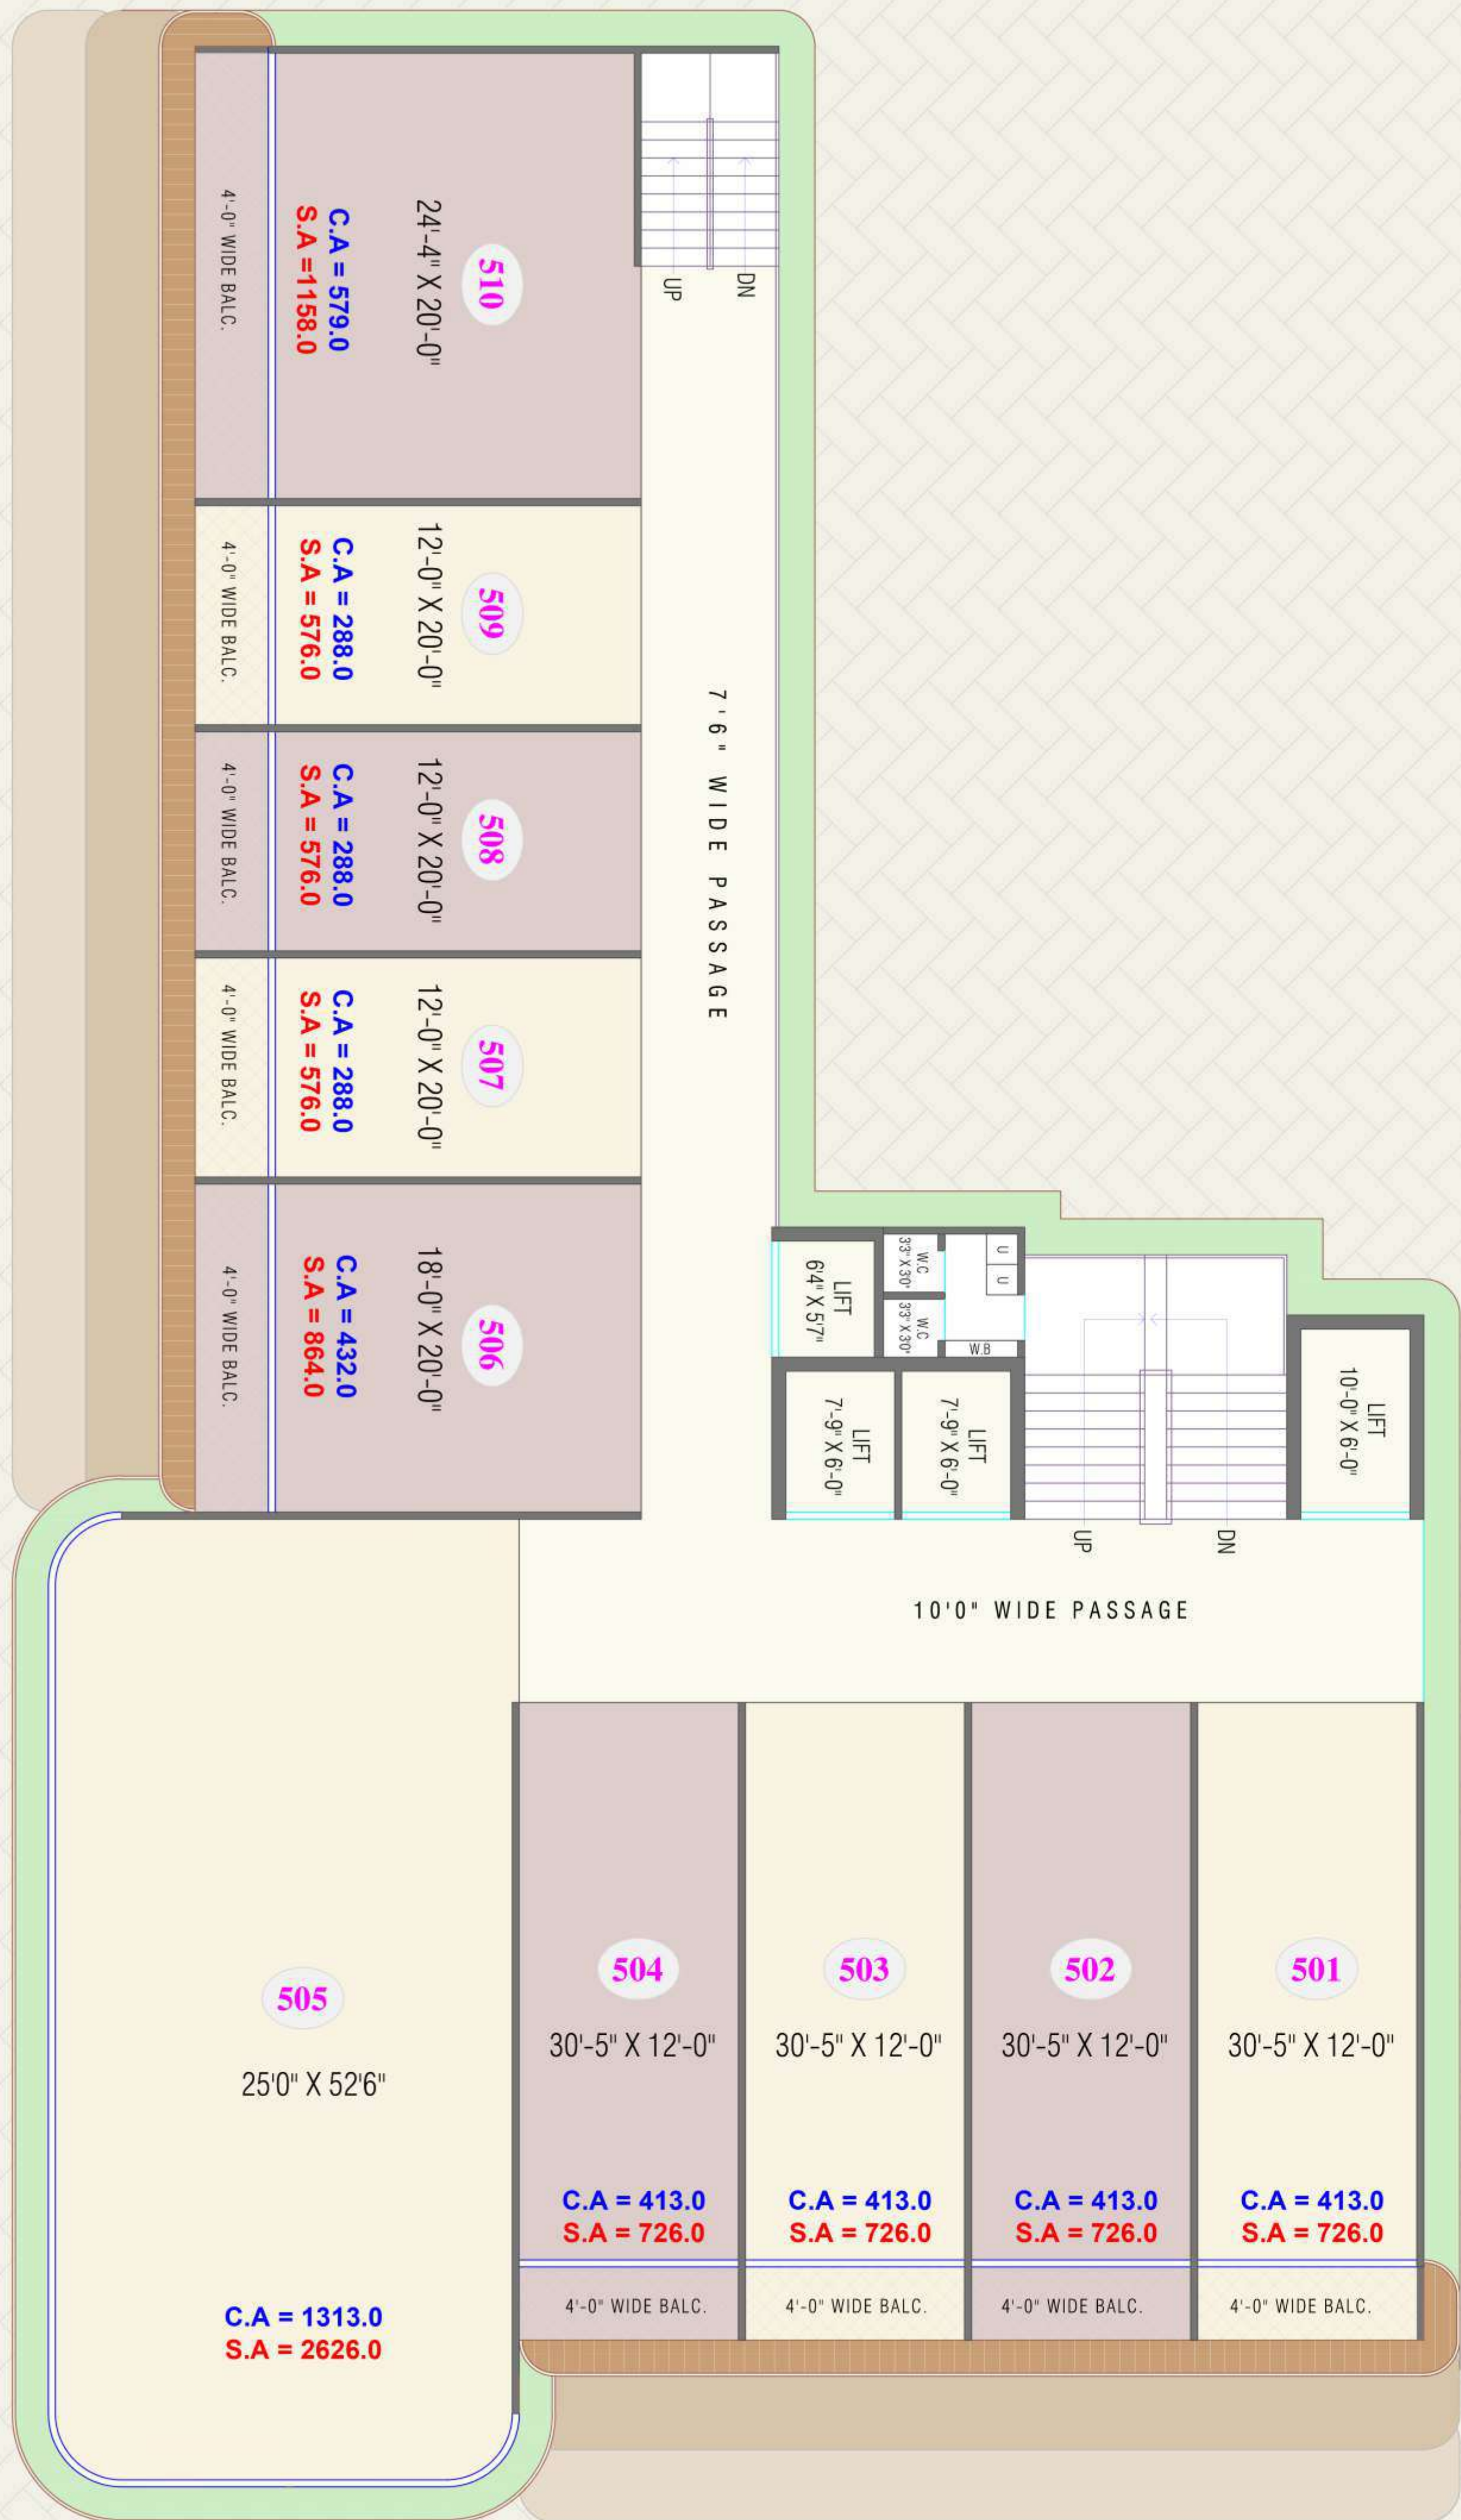 510
24'-4" X 20'-0"
C.A = 579.0
S.A =1158.0
4'-0" WIDE BALC.
UP
DN
509
12'-0" X 20'-0"
C.A = 288.0
S.A = 576.0
4'-0" WIDE BALC.
508
12'-0" X 20'-0"
C.A = 288.0
S.A = 576.0
4'-0" WIDE BALC.
7'6" WIDE PASSAGE
507
12'-0" X 20'-0"
C.A = 288.0
S.A = 576.0
4'-0" WIDE BALC.
506
18'-0" X 20'-0"
C.A = 432.0
S.A = 864.0
4'-0" WIDE BALC.
LIFT
6'4" X 5'7"
W.C
3'3" X 3'0"
W.C
3'3" X 3'0"
U
U
W.B
LIFT
7'-9" X 6'-0"
LIFT
7'-9" X 6'-0"
LIFT
10'-0" X 6'-0"
UP
DN
10'0" WIDE PASSAGE
505
25'0" X 52'6"
C.A = 1313.0
S.A = 2626.0
504
30'-5" X 12'-0"
C.A = 413.0
S.A = 726.0
4'-0" WIDE BALC.
503
30'-5" X 12'-0"
C.A = 413.0
S.A = 726.0
4'-0" WIDE BALC.
502
30'-5" X 12'-0"
C.A = 413.0
S.A = 726.0
4'-0" WIDE BALC.
501
30'-5" X 12'-0"
C.A = 413.0
S.A = 726.0
4'-0" WIDE BALC.